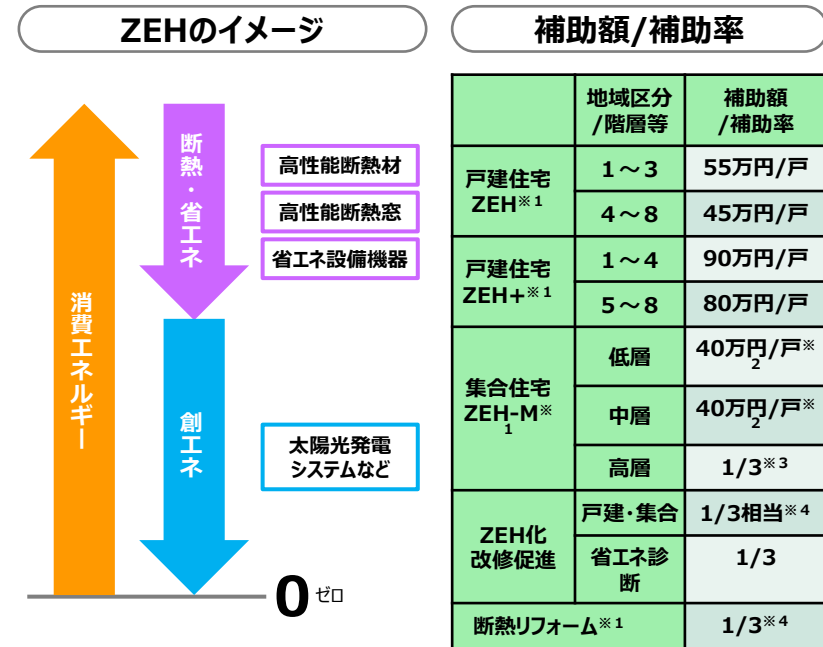 ZEHのイメージ
消費エネルギー
断熱・省エネ
高性能断熱材
高性能断熱窓
省エネ設備機器
創エネ
太陽光発電
システムなど
0 ゼロ
補助額/補助率
地域区分
/階層等
補助額
/補助率
戸建住宅
ZEH※1
1～3
55万円/戸
4～8
45万円/戸
戸建住宅
ZEH+※1
1～4
90万円/戸
5～8
80万円/戸
集合住宅
ZEH-M※
1
低層
40万円/戸※
2
中層
40万円/戸※
2
高層
1/3※3
ZEH化
改修促進
戸建・集合
1/3相当※4
省エネ診
断
1/3
断熱リフォーム※1
1/3※4